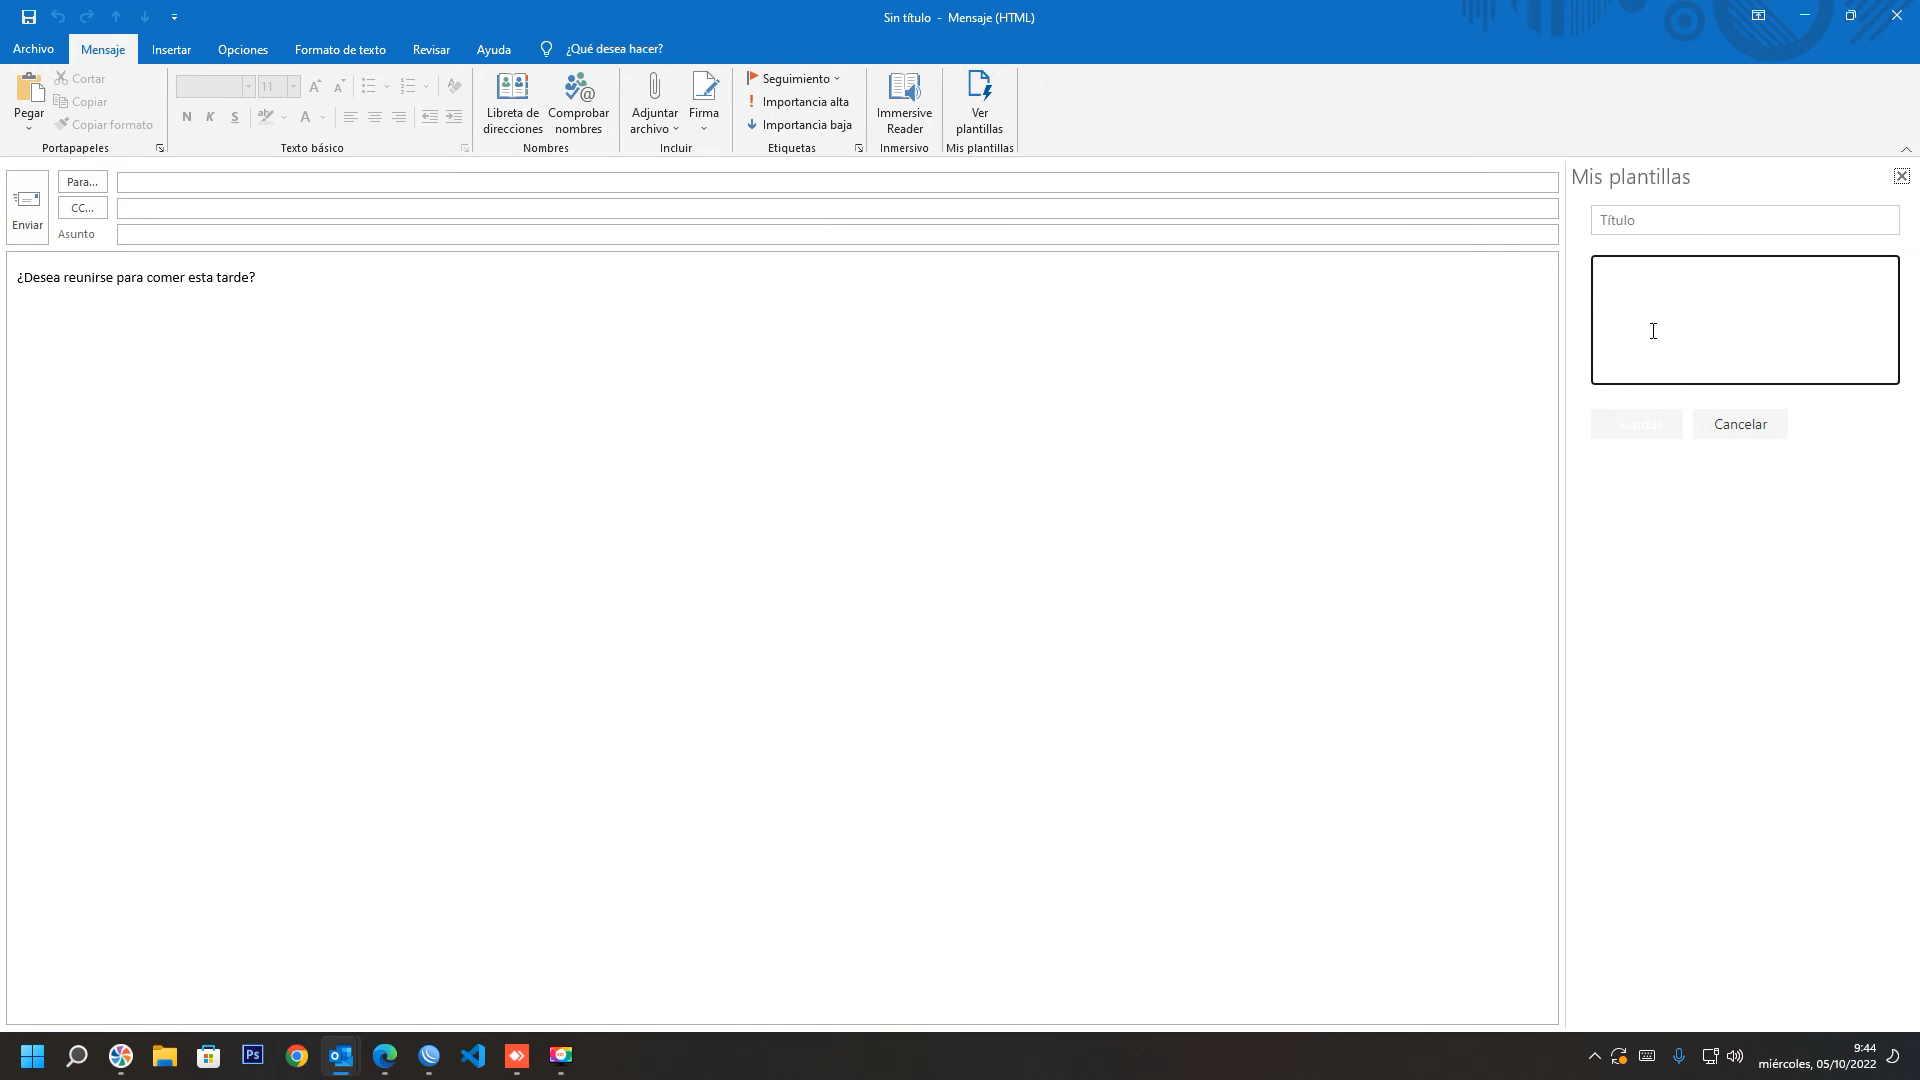 Sin título - Mensaje (HTML)
Archivo
Mensaje
Insertar
Opciones
Formato de texto
Revisar
Ayuda
¿Qué desea hacer?
Pegar
Cortar
Copiar
Copiar formato
Portapapeles
11
N K S
Texto básico
Libreta de direcciones
Comprobar nombres
Nombres
Adjuntar archivo
Firma
Incluir
Seguimiento
Importancia alta
Importancia baja
Etiquetas
Immersive Reader
Inmersivo
Ver plantillas
Mis plantillas
Enviar
Para...
CC...
Asunto
¿Desea reunirse para comer esta tarde?
Mis plantillas
Título
Guardar
Cancelar
Ps
9:44
miércoles, 05/10/2022